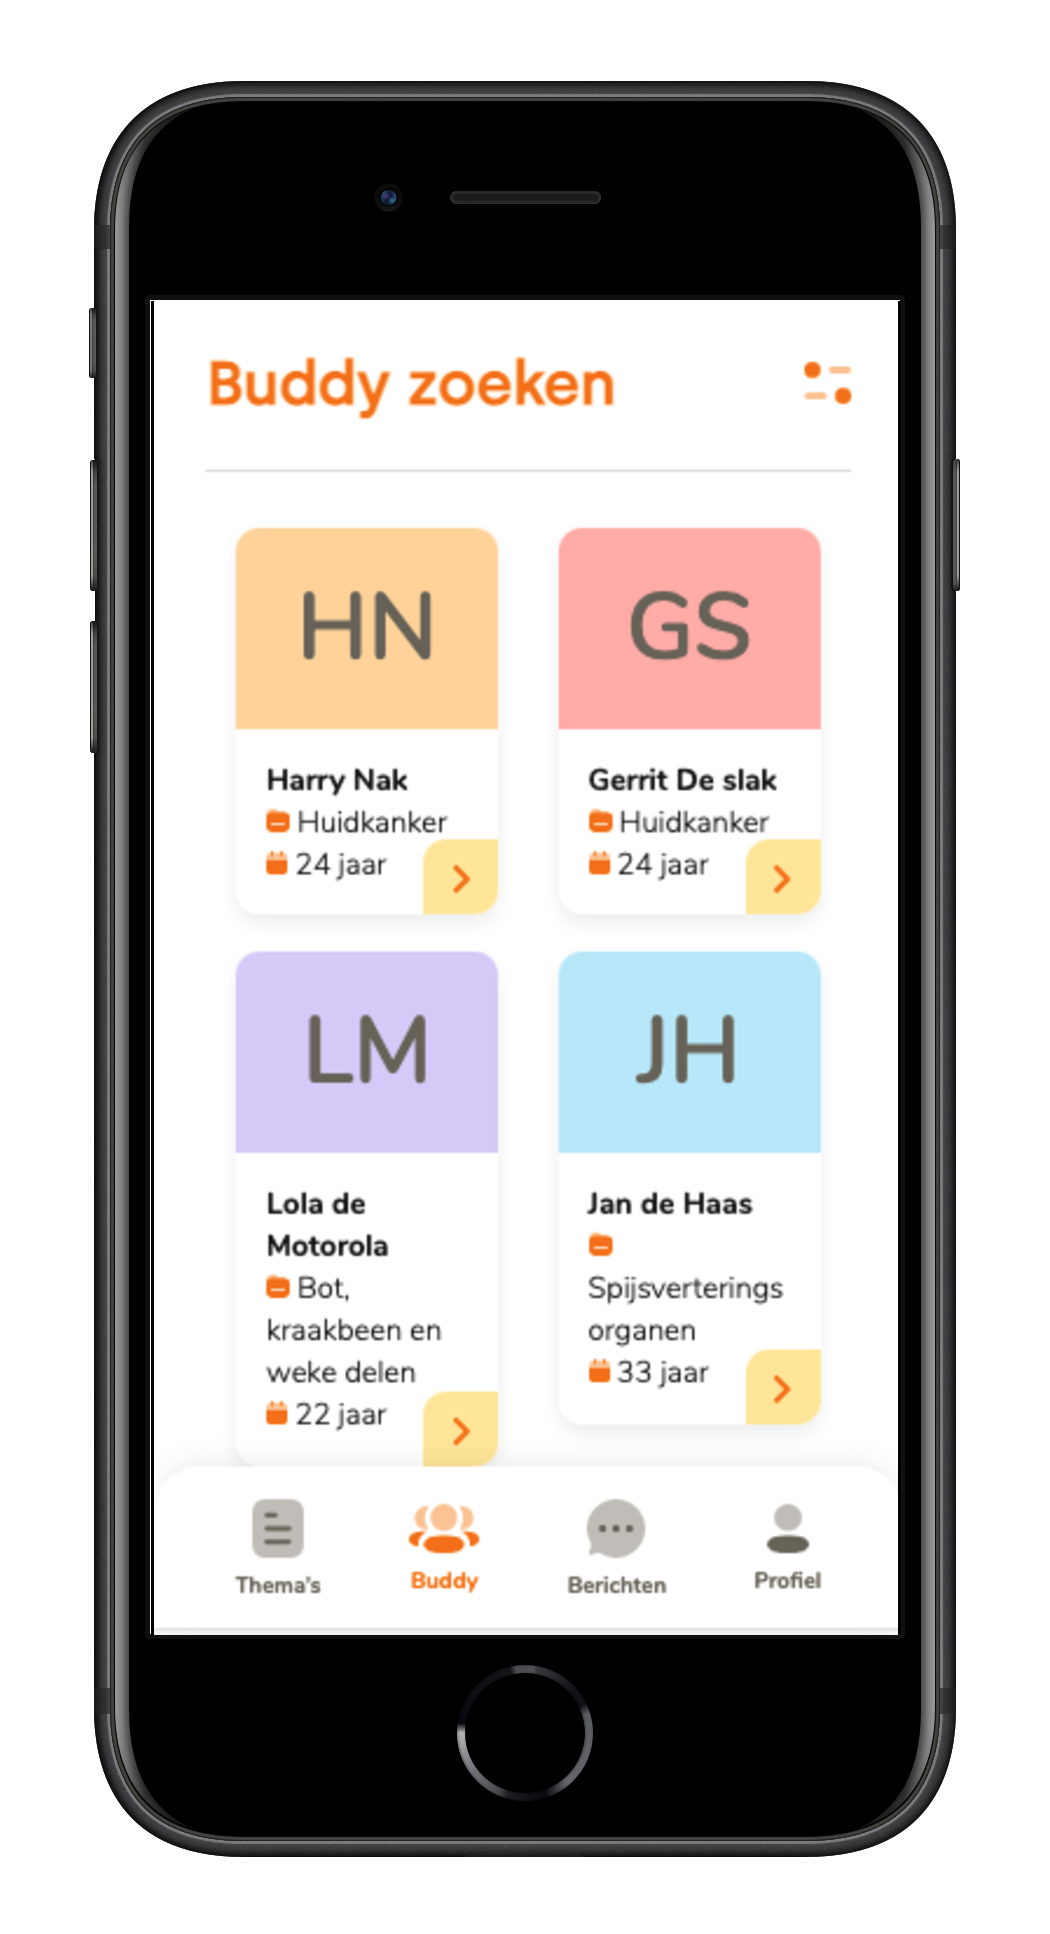 Buddy zoeken
HN
GS
Harry Nak
Huidkanker
24 jaar
Gerrit De slak
Huidkanker
24 jaar
LM
JH
Lola de
Motorola
Bot,
kraakbeen en
weke delen
22 jaar
Jan de Haas
Spijsverterings
organen
33 jaar
Thema's
Buddy
Berichten
Profiel